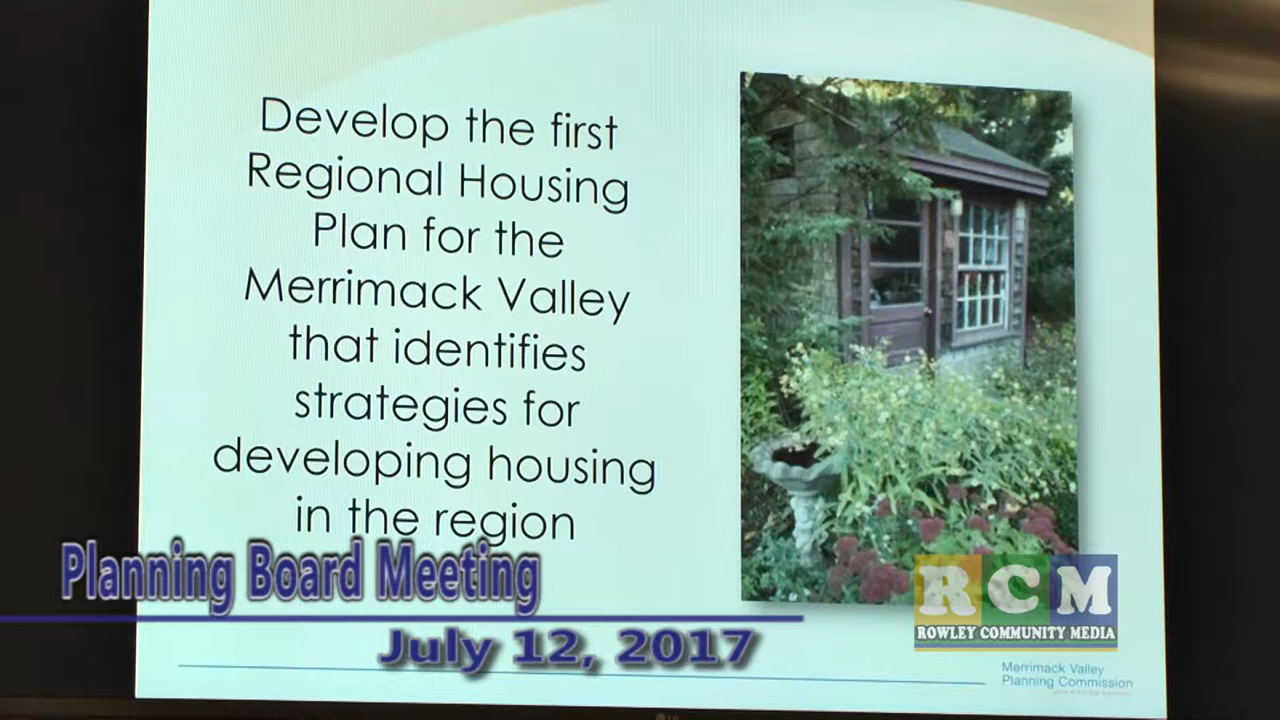 Develop the first
Regional Housing
Plan for the
Merrimack Valley
that identifies
strategies for
developing housing
in the region
Planning Board Meeting
July 12, 2017
RCM
ROWLEY COMMUNITY MEDIA
Merrimack Valley
Planning Commission